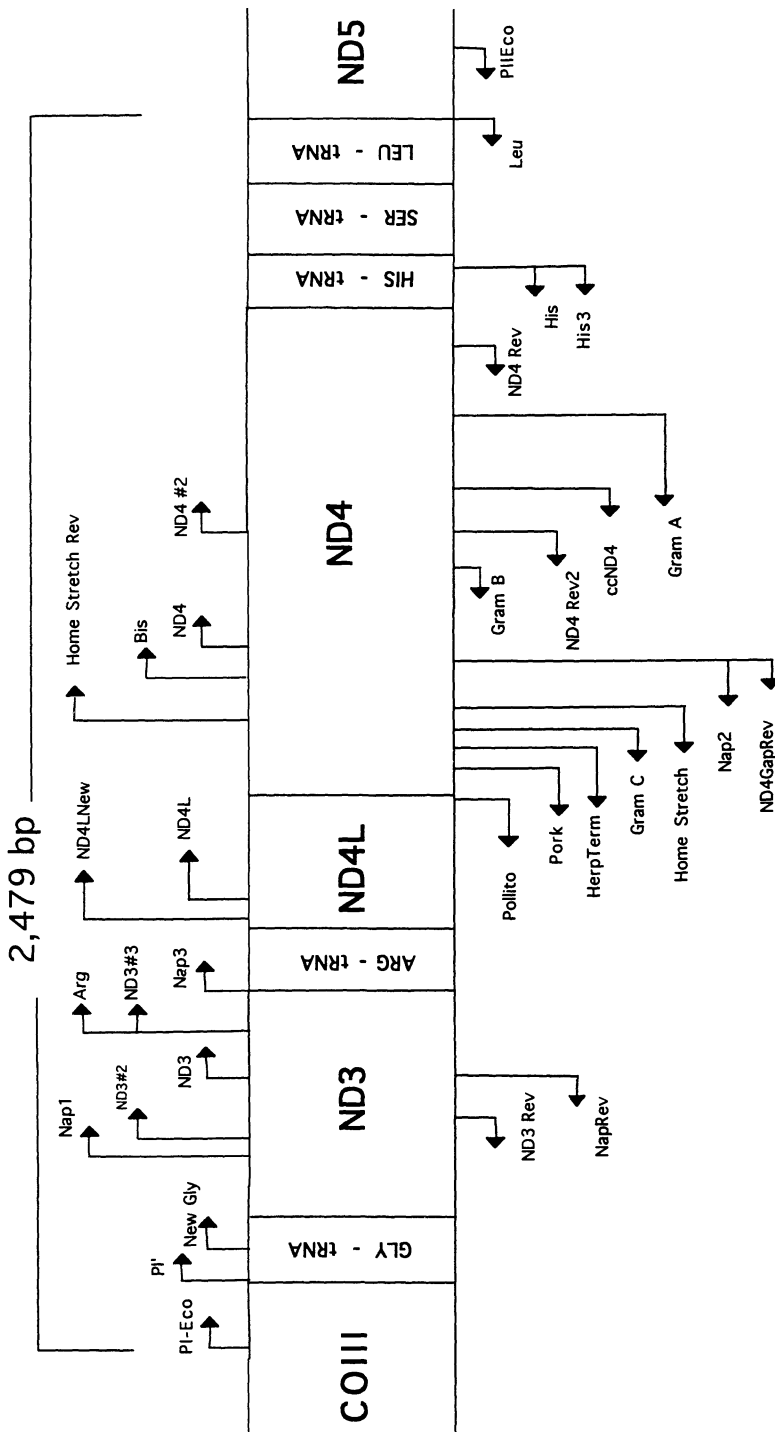 2,479 bp
PI-Eco
PI'
New Gly
Nap1
ND3#2
ND3
Arg
ND3#3
Nap3
ND4LNew
ND4L
Home Stretch Rev
Bis
ND4
ND4 #2
COIII
GLY - tRNA
ND3
ARG - tRNA
ND4L
ND4
HIS - tRNA
SER - tRNA
LEU - tRNA
ND5
ND3 Rev
NapRev
Pollito
Pork
HerpTerm
Gram C
Home Stretch
Nap2
ND4GapRev
Gram B
ND4 Rev2
ccND4
Gram A
ND4 Rev
His
His3
Leu
PIIEco